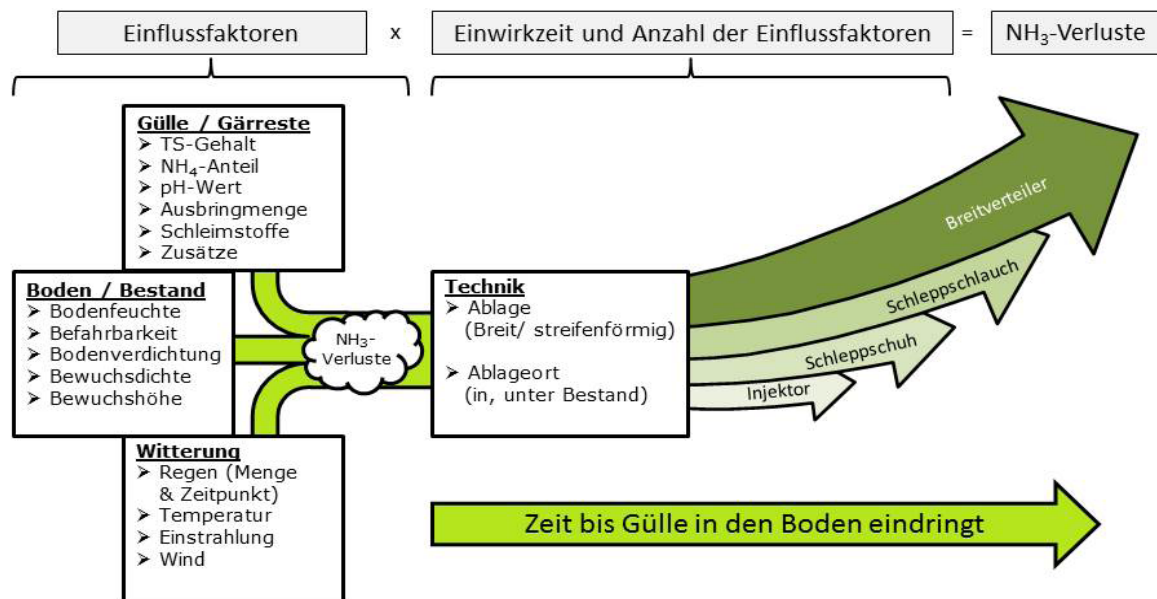 Einflussfaktoren x Einwirkzeit und Anzahl der Einflussfaktoren = NH₃-Verluste
Gülle / Gärreste
➢ TS-Gehalt
➢ NH₄-Anteil
➢ pH-Wert
➢ Ausbringmenge
➢ Schleimstoffe
➢ Zusätze
Boden / Bestand
➢ Bodenfeuchte
➢ Befahrbarkeit
➢ Bodenverdichtung
➢ Bewuchsdichte
➢ Bewuchshöhe
Witterung
➢ Regen (Menge
& Zeitpunkt)
➢ Temperatur
➢ Einstrahlung
➢ Wind
NH₃-
Verluste
Technik
➢ Ablage
(Breit/ streifenförmig)
➢ Ablageort
(in, unter Bestand)
Breitverteiler
Schleppschlauch
Schleppschuh
Injektor
Zeit bis Gülle in den Boden eindringt